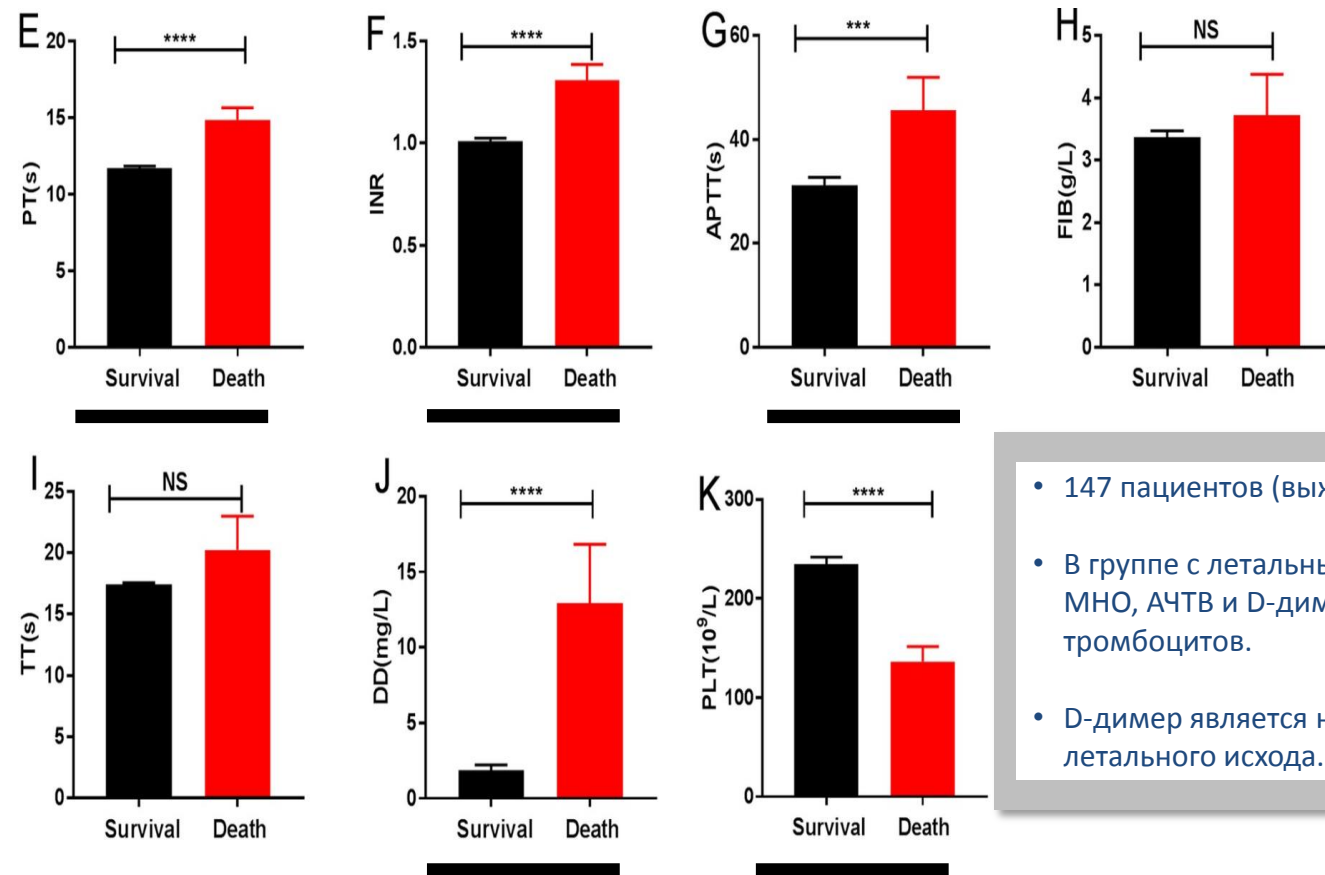 E
20
15
10
5
0
PT(s)
****
Survival Death
F
1.5
1.0
0.5
0.0
INR
****
Survival Death
G
60
40
20
0
APTT(s)
***
Survival Death
H
5
4
3
2
1
0
FIB(g/L)
NS
Survival Death
I
25
20
15
10
5
0
TT(s)
NS
Survival Death
J
20
15
10
5
0
DD(mg/L)
****
Survival Death
K
300
200
100
0
PLT(10⁹/L)
****
Survival Death
• 147 пациентов
• В группе с
МНО, АЧТВ и
тромбоцитов.
• D-димер является
летального исхода.